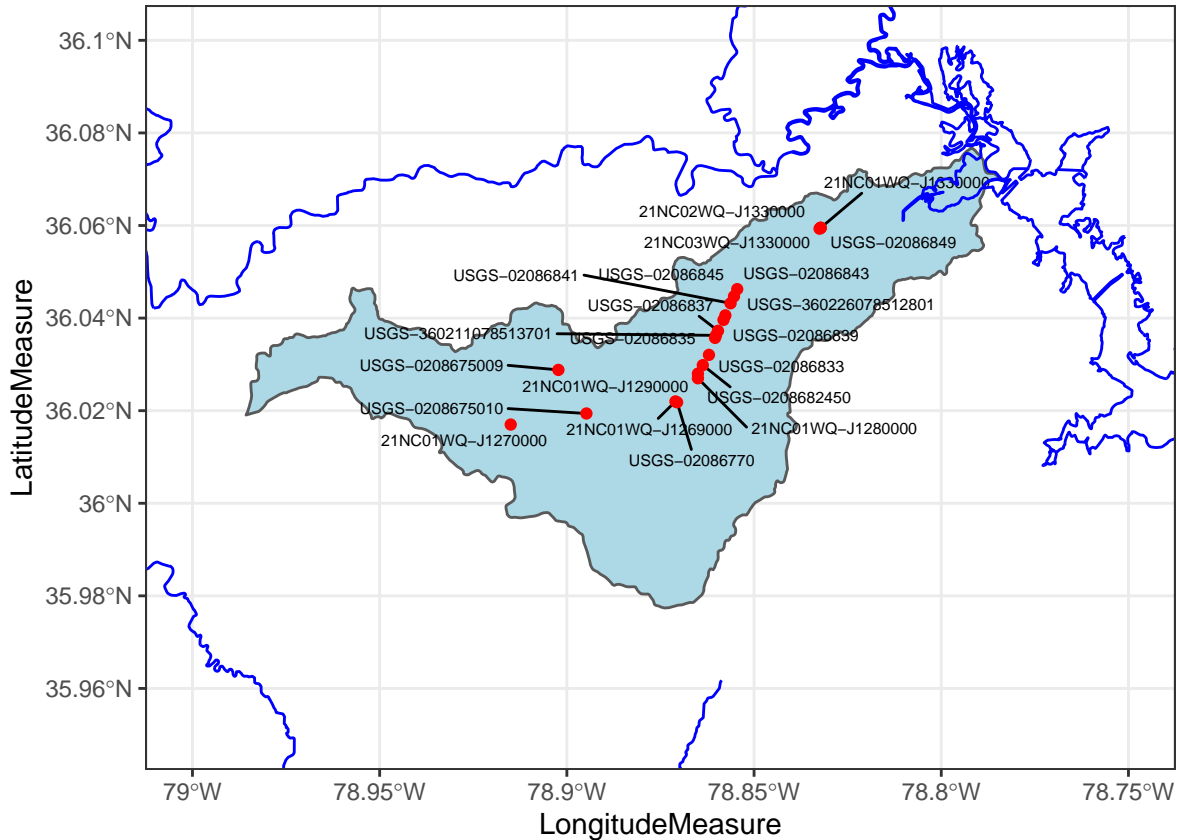 36.1°N
36.08°N
36.06°N
36.04°N
36.02°N
36°N
35.98°N
35.96°N
LatitudeMeasure
21NC01WQ−J1330000
21NC02WQ−J1330000
21NC03WQ−J1330000
USGS−02086849
USGS−02086841
USGS−02086845
USGS−02086843
USGS−02086837
USGS−360226078512801
USGS−360211078513701
USGS−02086835
USGS−02086839
USGS−0208675009
USGS−02086833
21NC01WQ−J1290000
USGS−0208682450
USGS−0208675010
21NC01WQ−J1269000
21NC01WQ−J1280000
21NC01WQ−J1270000
USGS−02086770
79°W
78.95°W
78.9°W
78.85°W
78.8°W
78.75°W
LongitudeMeasure